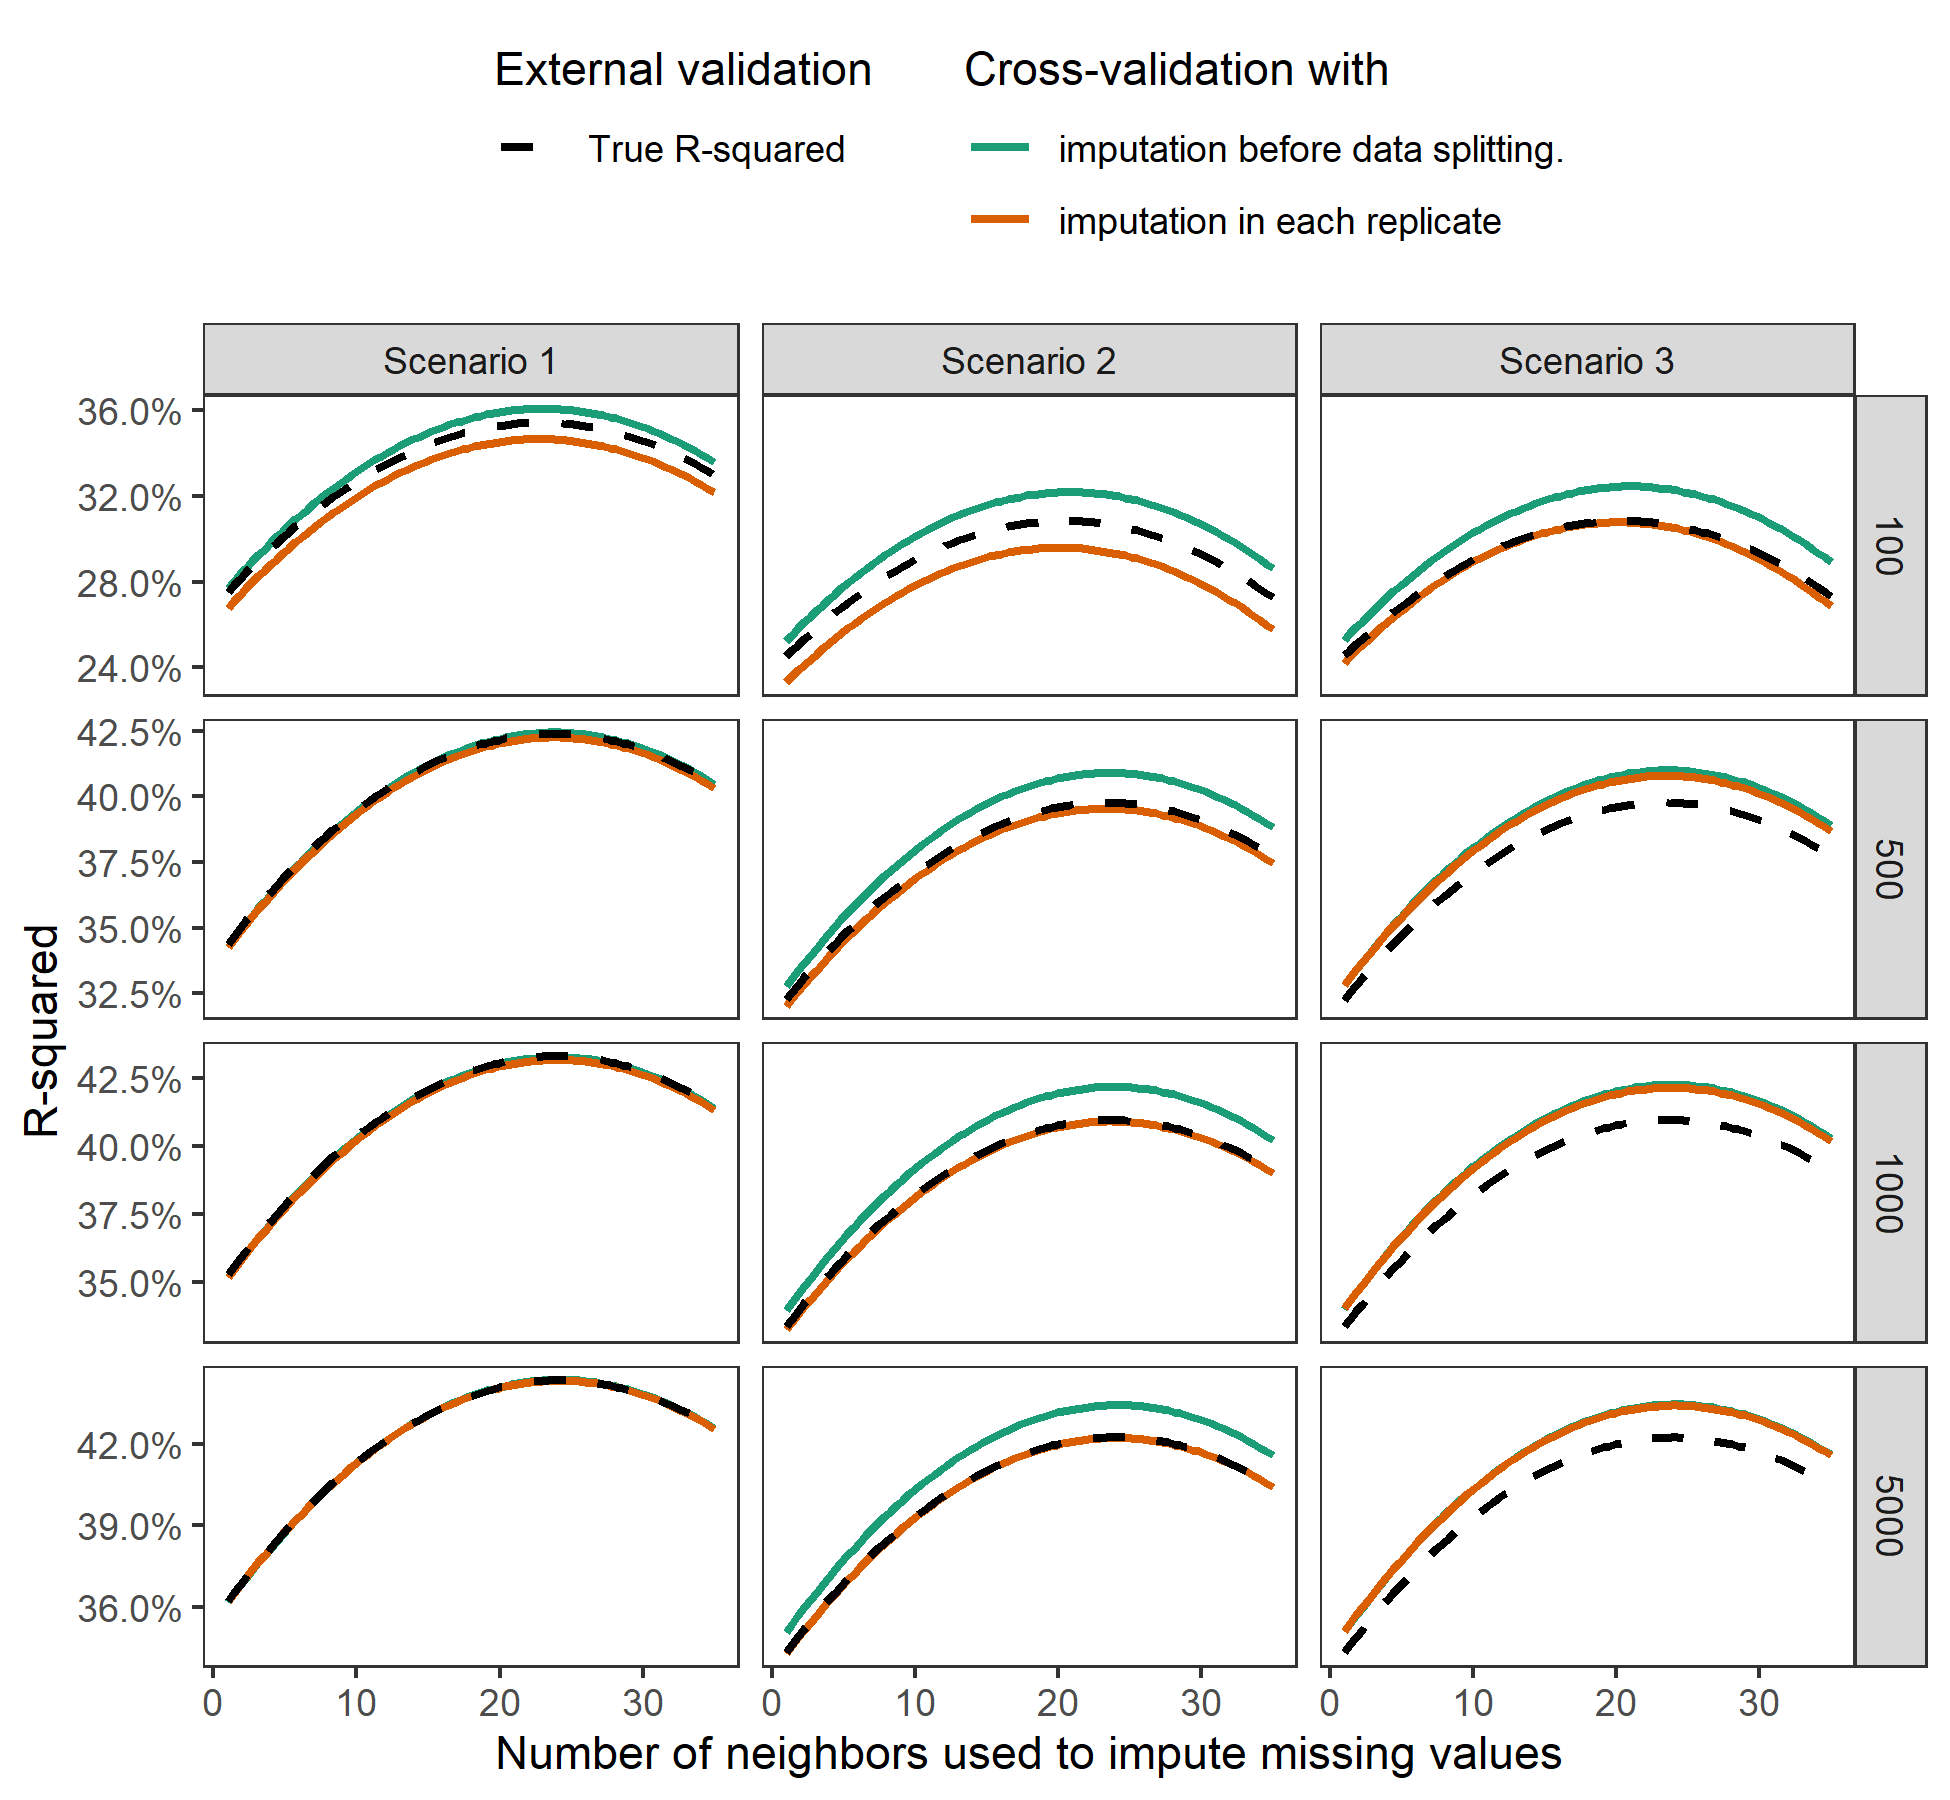 External validation
Cross-validation with
True R-squared
imputation before data splitting.
imputation in each replicate
Scenario 1
Scenario 2
Scenario 3
36.0%
32.0%
28.0%
24.0%
100
42.5%
40.0%
37.5%
35.0%
32.5%
500
42.5%
40.0%
37.5%
35.0%
1000
42.0%
39.0%
36.0%
5000
R-squared
0 10 20 30
0 10 20 30
0 10 20 30
Number of neighbors used to impute missing values